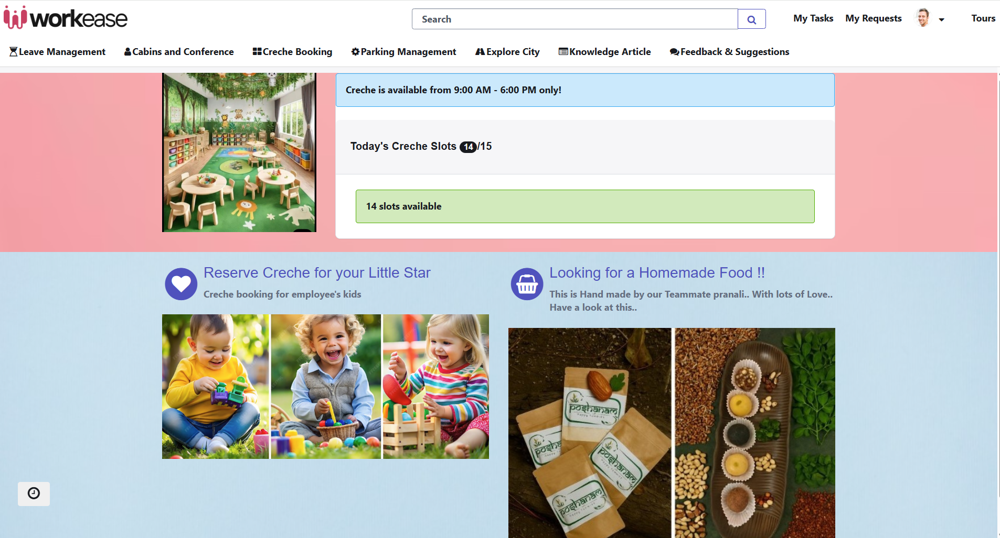 workease
Search
My Tasks
My Requests
Tours
Leave Management
Cabins and Conference
Creche Booking
Parking Management
Explore City
Knowledge Article
Feedback & Suggestions
Creche is available from 9:00 AM - 6:00 PM only!
Today's Creche Slots 14/15
14 slots available
Reserve Creche for your Little Star
Creche booking for employee's kids
Looking for a Homemade Food !!
This is Hand made by our Teammate pranali.. With lots of Love..
Have a look at this..
poshanam
HAPPY TUMMIES
poshanam
poshanam
poshanam